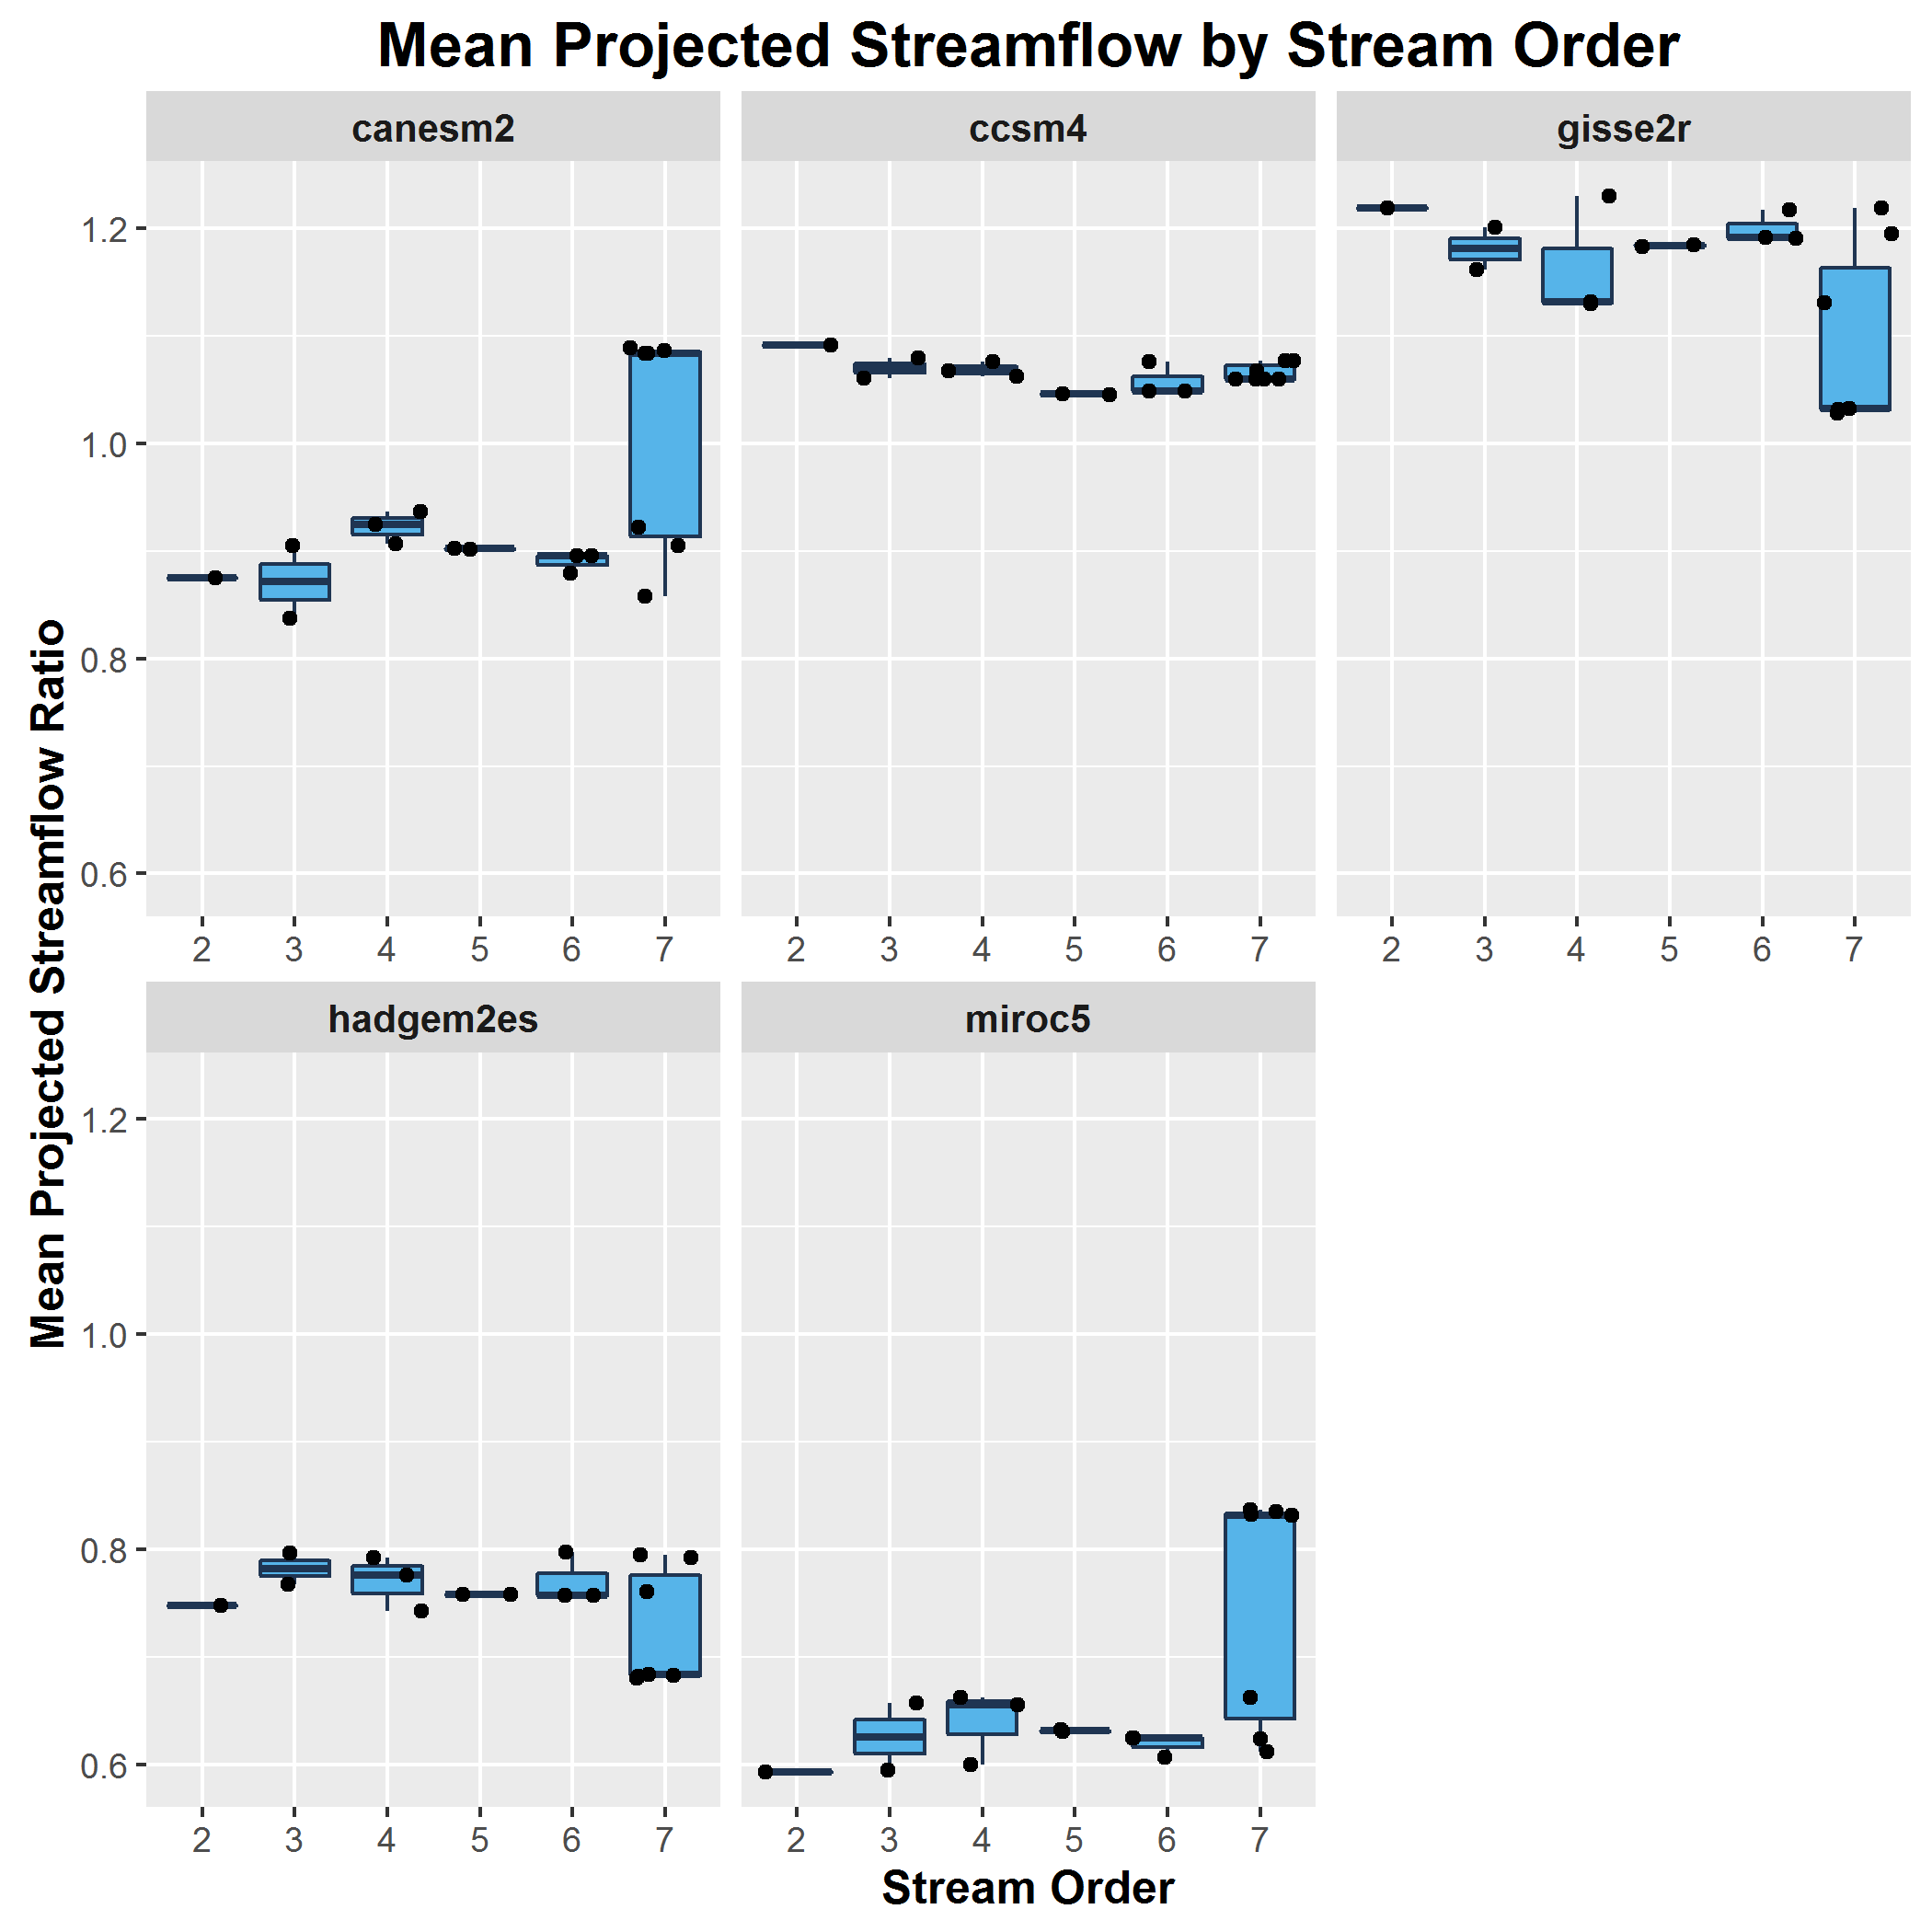 Mean Projected Streamflow by Stream Order
canesm2 ccsm4 gisse2r
1.2
1.0
0.8
0.6
2 3 4 5 6 7 2 3 4 5 6 7 2 3 4 5 6 7
Mean Projected Streamflow Ratio
hadgem2es miroc5
1.2
1.0
0.8
0.6
2 3 4 5 6 7 2 3 4 5 6 7
Stream Order